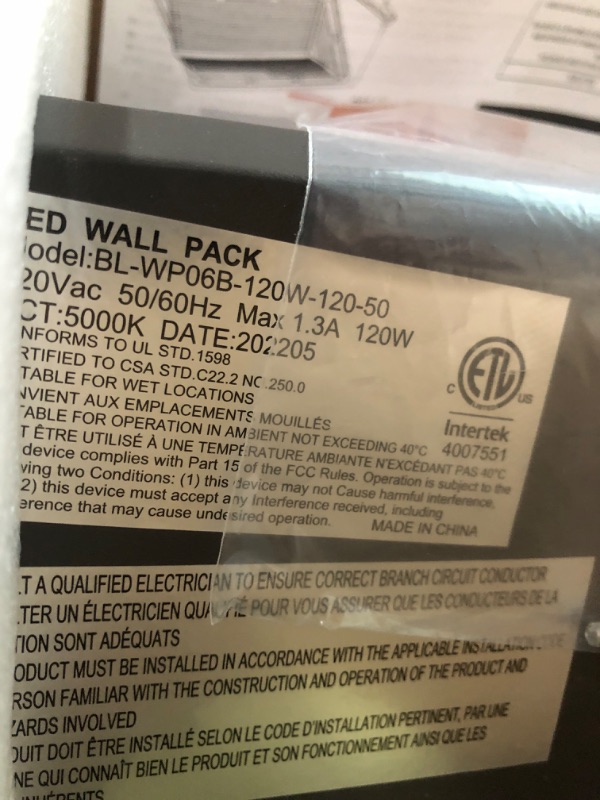 ED WALL PACK
odel:BL-WP06B-120W-120-50
20Vac 50/60Hz Max 1.3A 120W
CT:5000K DATE:202205
NFORMS TO UL STD.1598
RTIFIED TO CSA STD.C22.2 NO.250.0
TABLE FOR WET LOCATIONS
NVIENT AUX EMPLACEMENTS MOUILLÉS
TABLE FOR OPERATION IN AMBIENT NOT EXCEEDING 40°C
T ÊTRE UTILISÉ À UNE TEMPÉRATURE AMBIANTE N'EXCÉDANT PAS 40°C
device complies with Part 15 of the FCC Rules. Operation is subject to the
wing two Conditions: (1) this device may not Cause harmful interference,
2) this device must accept any Interference received, including
erence that may cause undesired operation.
MADE IN CHINA
C ETL US
Intertek
4007551
LT A QUALIFIED ELECTRICIAN TO ENSURE CORRECT BRANCH CIRCUIT CONDUCTOR
LTER UN ÉLECTRICIEN QUALIFIÉ POUR VOUS ASSURER QUE LES CONDUCTEURS DE LA
TION SONT ADÉQUATS
ODUCT MUST BE INSTALLED IN ACCORDANCE WITH THE APPLICABLE INSTALLATION CODE
RSON FAMILIAR WITH THE CONSTRUCTION AND OPERATION OF THE PRODUCT AND
ZARDS INVOLVED
DUIT DOIT ÊTRE INSTALLÉ SELON LE CODE D'INSTALLATION PERTINENT, PAR UNE
NE QUI CONNAÎT BIEN LE PRODUIT ET SON FONCTIONNEMENT AINSI QUE LES
INHÉRENTS